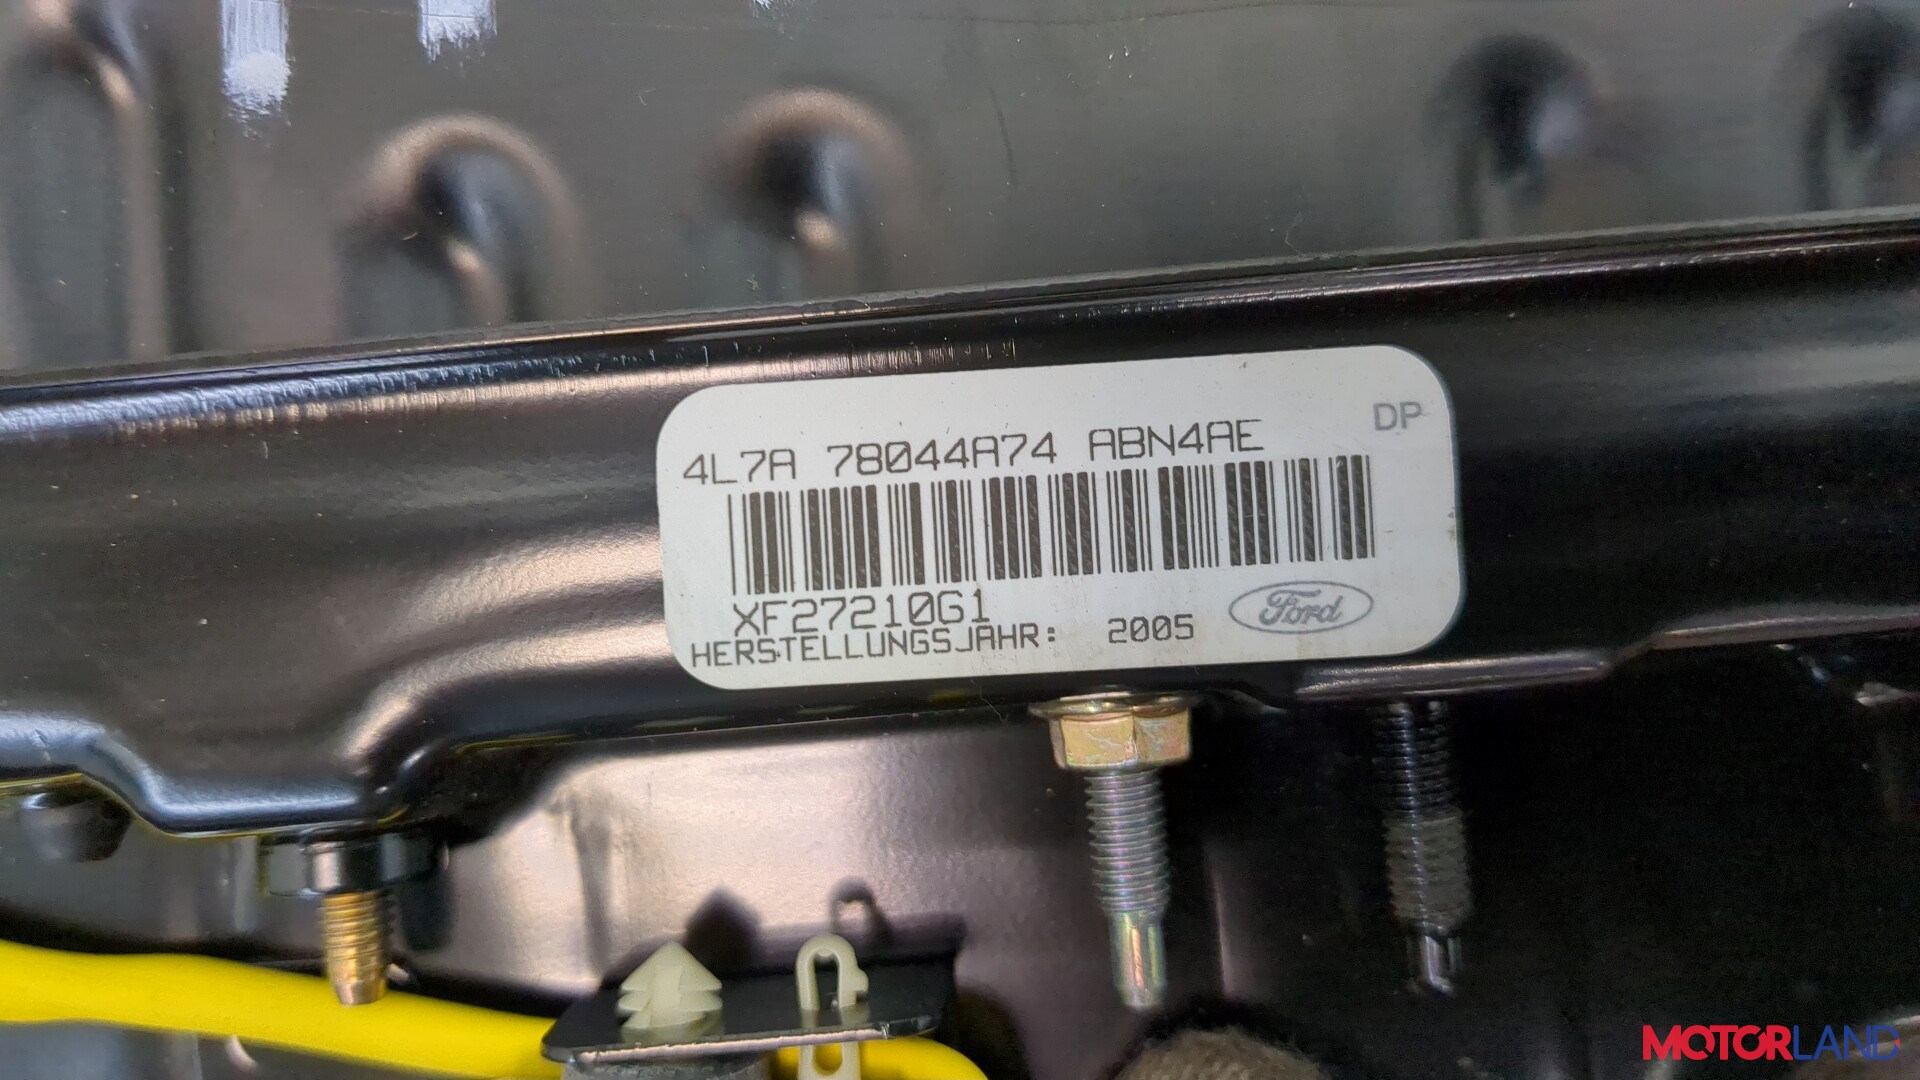 DP
4L7A 78044A74 ABN4AE
XF27210G1
HERSTELLUNGSJAHR: 2005
Ford
MOTORLAND